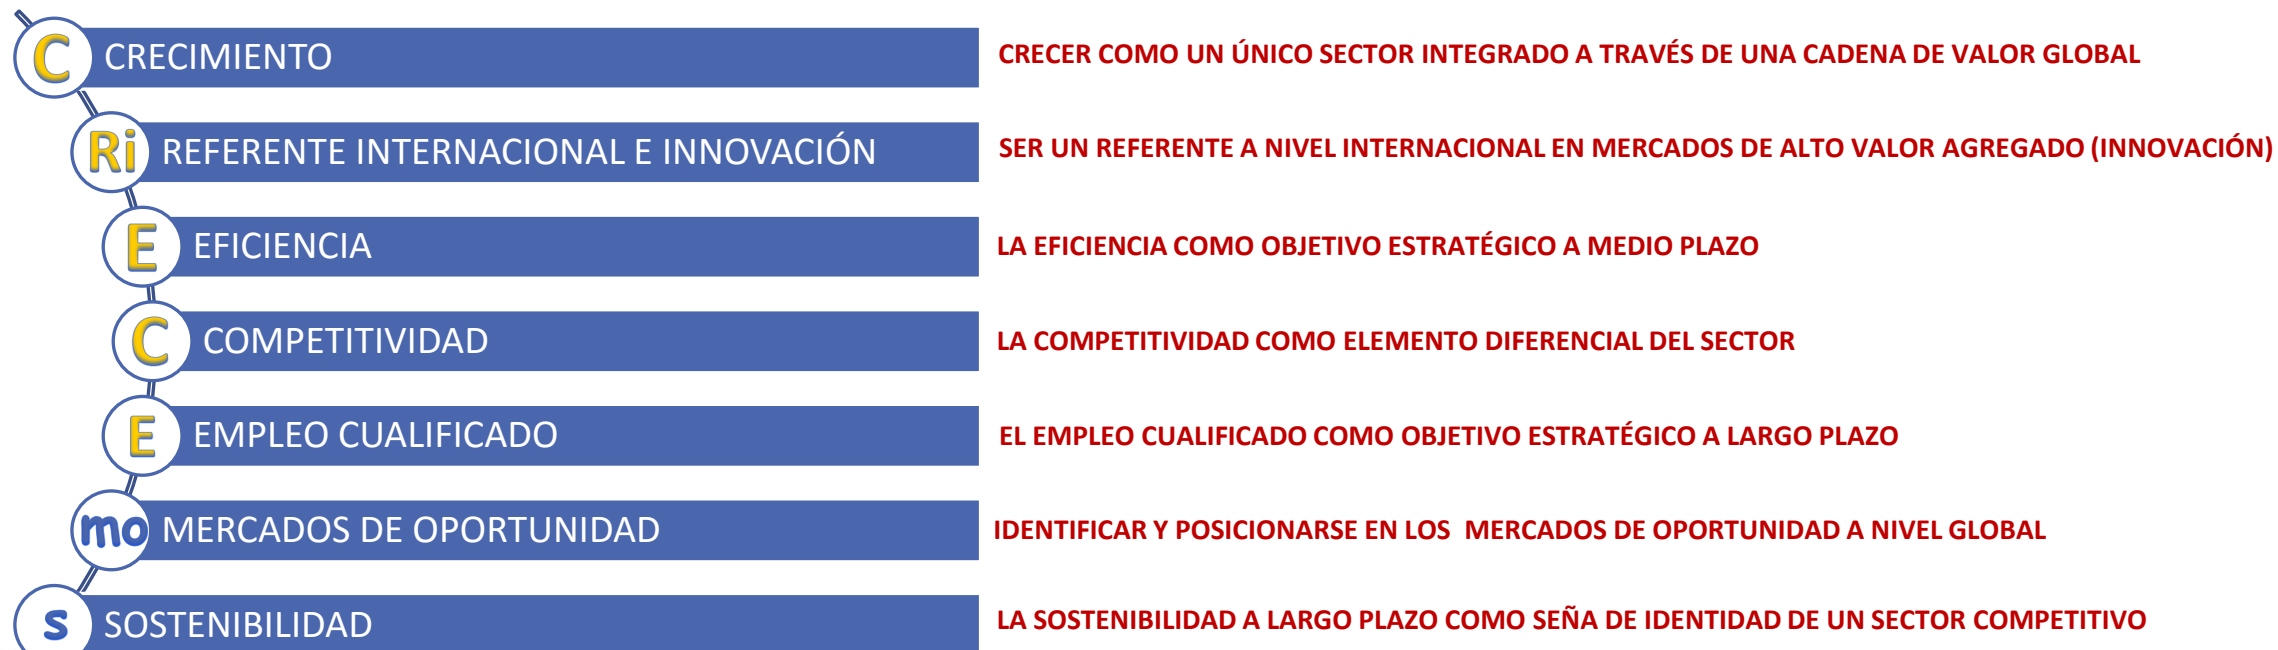 C CRECIMIENTO CRECER COMO UN ÚNICO SECTOR INTEGRADO A TRAVÉS DE UNA CADENA DE VALOR GLOBAL
Ri REFERENTE INTERNACIONAL E INNOVACIÓN SER UN REFERENTE A NIVEL INTERNACIONAL EN MERCADOS DE ALTO VALOR AGREGADO (INNOVACIÓN)
E EFICIENCIA LA EFICIENCIA COMO OBJETIVO ESTRATÉGICO A MEDIO PLAZO
C COMPETITIVIDAD LA COMPETITIVIDAD COMO ELEMENTO DIFERENCIAL DEL SECTOR
E EMPLEO CUALIFICADO EL EMPLEO CUALIFICADO COMO OBJETIVO ESTRATÉGICO A LARGO PLAZO
mo MERCADOS DE OPORTUNIDAD IDENTIFICAR Y POSICIONARSE EN LOS MERCADOS DE OPORTUNIDAD A NIVEL GLOBAL
s SOSTENIBILIDAD LA SOSTENIBILIDAD A LARGO PLAZO COMO SEÑA DE IDENTIDAD DE UN SECTOR COMPETITIVO